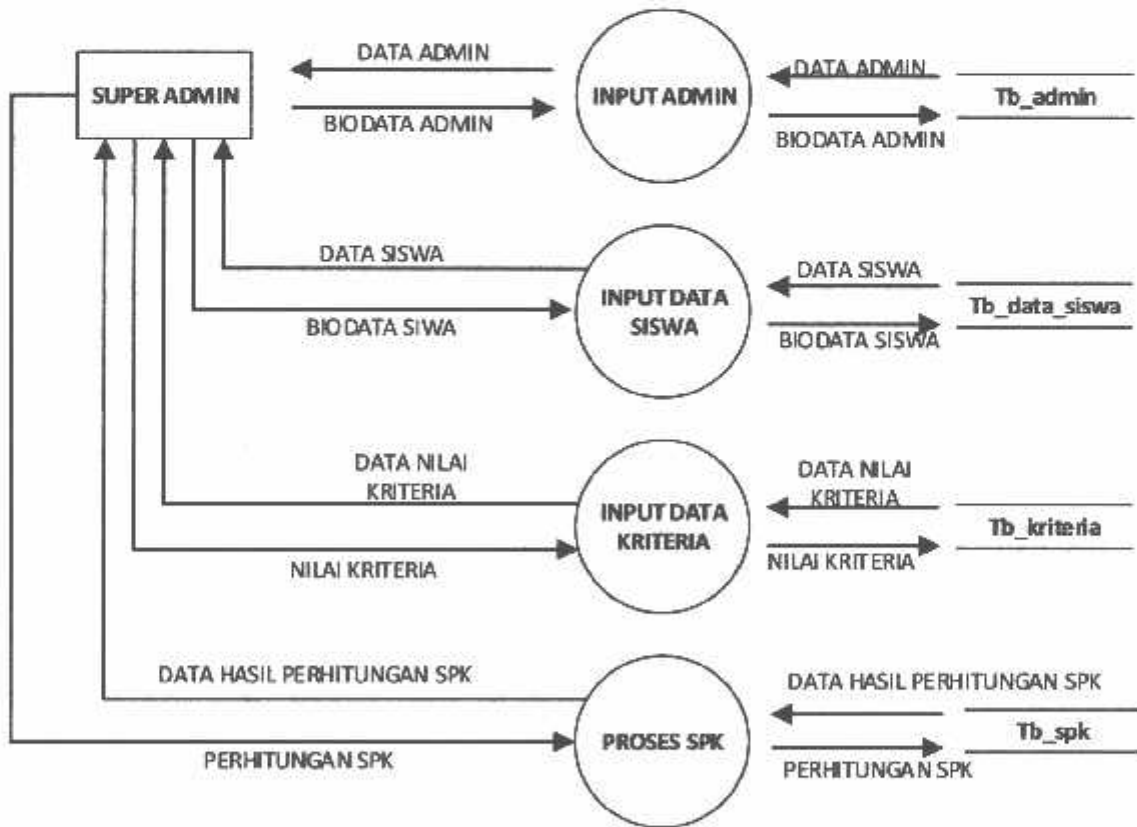 DATA ADMIN
DATA ADMIN
SUPER ADMIN
INPUT ADMIN
Tb_admin
BIODATA ADMIN
BIODATA ADMIN
DATA SISWA
DATA SISWA
INPUT DATA
SISWA
Tb_data_siswa
BIODATA SIWA
BIODATA SISWA
DATA NILAI
KRITERIA
DATA NILAI
KRITERIA
INPUT DATA
KRITERIA
Tb_kriteria
NILAI KRITERIA
NILAI KRITERIA
DATA HASIL PERHITUNGAN SPK
DATA HASIL PERHITUNGAN SPK
PROSES SPK
Tb_spk
PERHITUNGAN SPK
PERHITUNGAN SPK